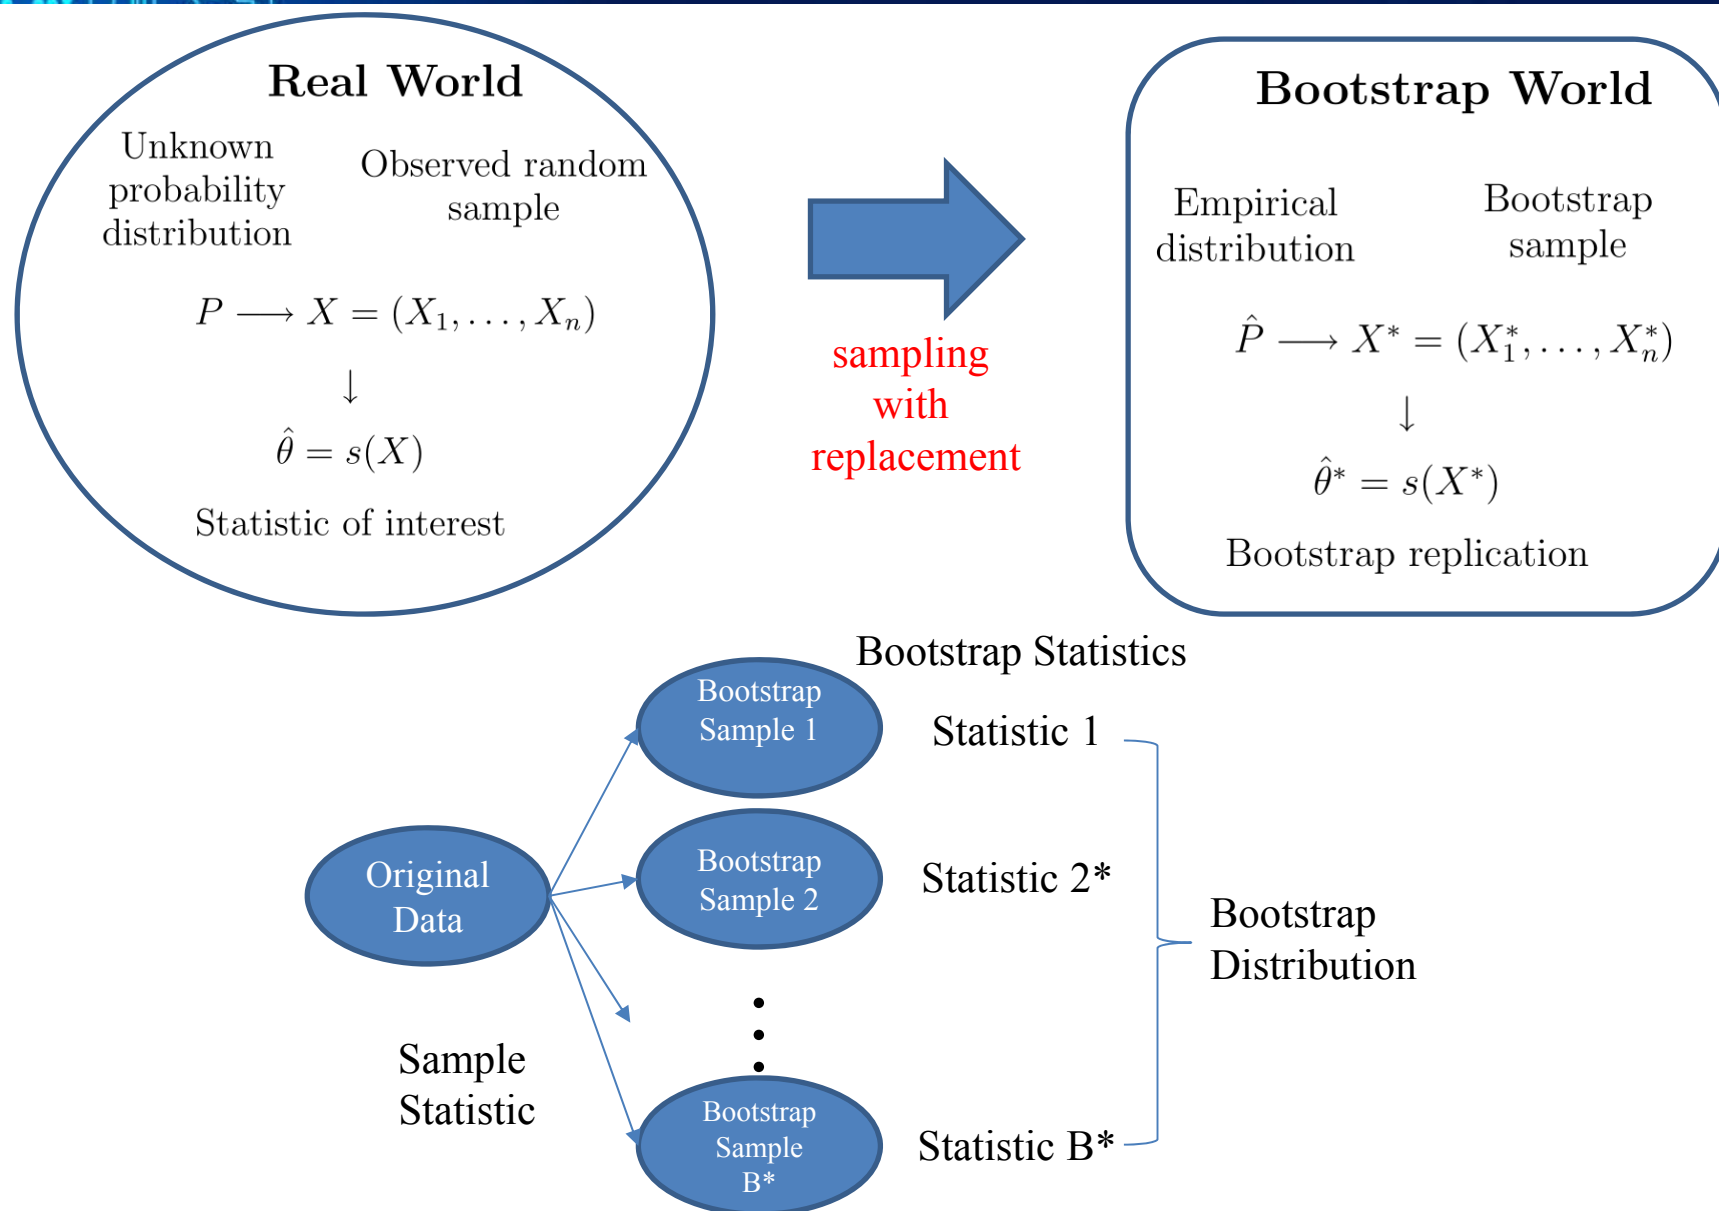 Real World
Unknown
probability
distribution
Observed random
sample
P ⟶ X = (X₁, . . . , Xₙ)
↓
θ̂ = s(X)
Statistic of interest
sampling
with
replacement
Bootstrap World
Empirical
distribution
Bootstrap
sample
P̂ ⟶ X* = (X₁*, . . . , Xₙ*)
↓
θ̂* = s(X*)
Bootstrap replication
Bootstrap Statistics
Bootstrap
Sample 1
Statistic 1
Original
Data
Bootstrap
Sample 2
Statistic 2*
Bootstrap
Distribution
Sample
Statistic
Bootstrap
Sample
B*
Statistic B*